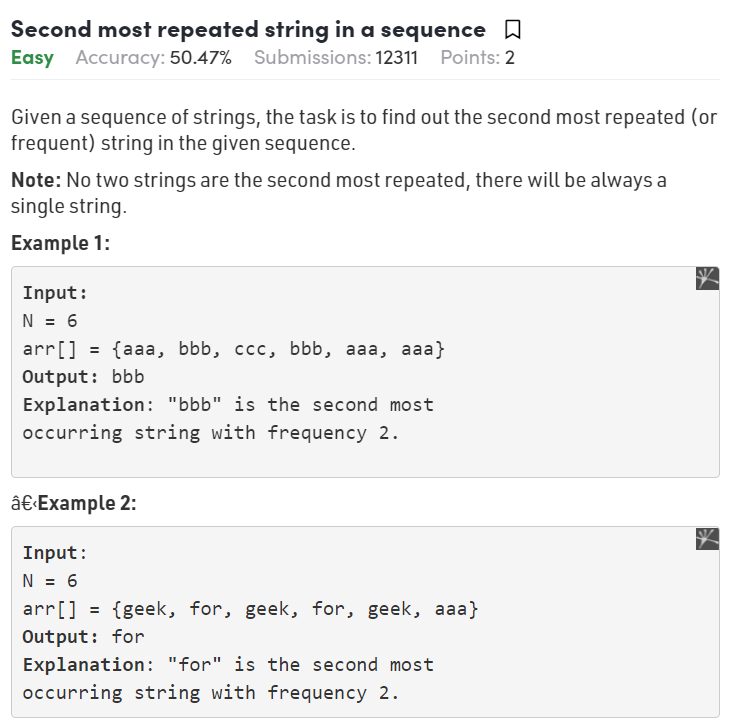 Second most repeated string in a sequence
Easy Accuracy: 50.47% Submissions: 12311 Points: 2
Given a sequence of strings, the task is to find out the second most repeated (or
frequent) string in the given sequence.
Note: No two strings are the second most repeated, there will be always a
single string.
Example 1:
Input:
N = 6
arr[] = {aaa, bbb, ccc, bbb, aaa, aaa}
Output: bbb
Explanation: "bbb" is the second most
occurring string with frequency 2.
â€‹Example 2:
Input:
N = 6
arr[] = {geek, for, geek, for, geek, aaa}
Output: for
Explanation: "for" is the second most
occurring string with frequency 2.